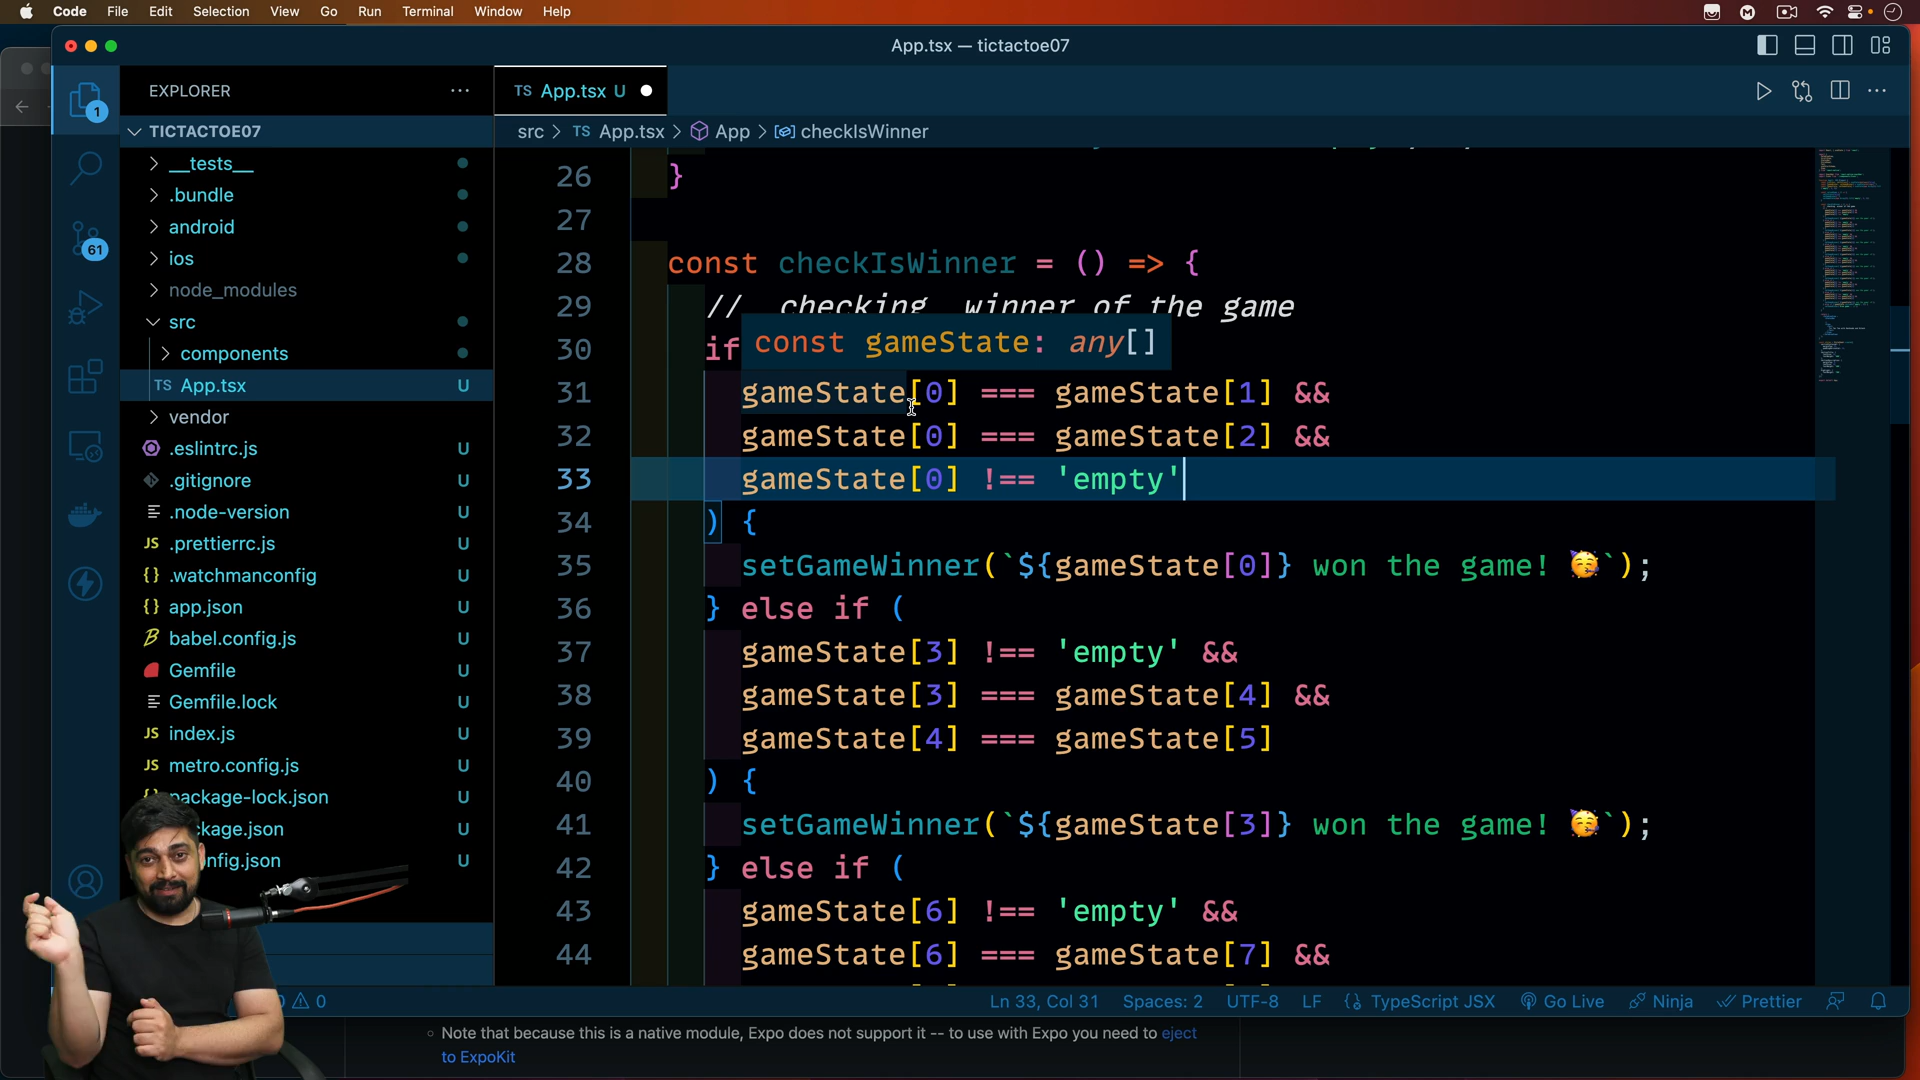 Code File Edit Selection View Go Run Terminal Window Help
App.tsx — tictactoe07
EXPLORER
TS App.tsx U
1
src > TS App.tsx > App > checkIsWinner
TICTACTOE07
__tests__
.bundle
android
61
ios
node_modules
src
components
TS App.tsx U
vendor
.eslintrc.js U
.gitignore U
.node-version U
JS .prettierrc.js U
{} .watchmanconfig U
{} app.json U
babel.config.js U
Gemfile U
Gemfile.lock U
JS index.js U
JS metro.config.js U
package-lock.json U
ckage.json U
nfig.json U
26 }
27
28 const checkIsWinner = () => {
29 // checking winner of the game
const gameState: any[]
30 if
31 gameState[0] === gameState[1] &&
32 gameState[0] === gameState[2] &&
33 gameState[0] !== 'empty'
34 ) {
35 setGameWinner(`${gameState[0]} won the game! 🥳`);
36 } else if (
37 gameState[3] !== 'empty' &&
38 gameState[3] === gameState[4] &&
39 gameState[4] === gameState[5]
40 ) {
41 setGameWinner(`${gameState[3]} won the game! 🥳`);
42 } else if (
43 gameState[6] !== 'empty' &&
44 gameState[6] === gameState[7] &&
0 Ln 33, Col 31 Spaces: 2 UTF-8 LF TypeScript JSX Go Live Ninja Prettier
Note that because this is a native module, Expo does not support it -- to use with Expo you need to eject
to ExpoKit